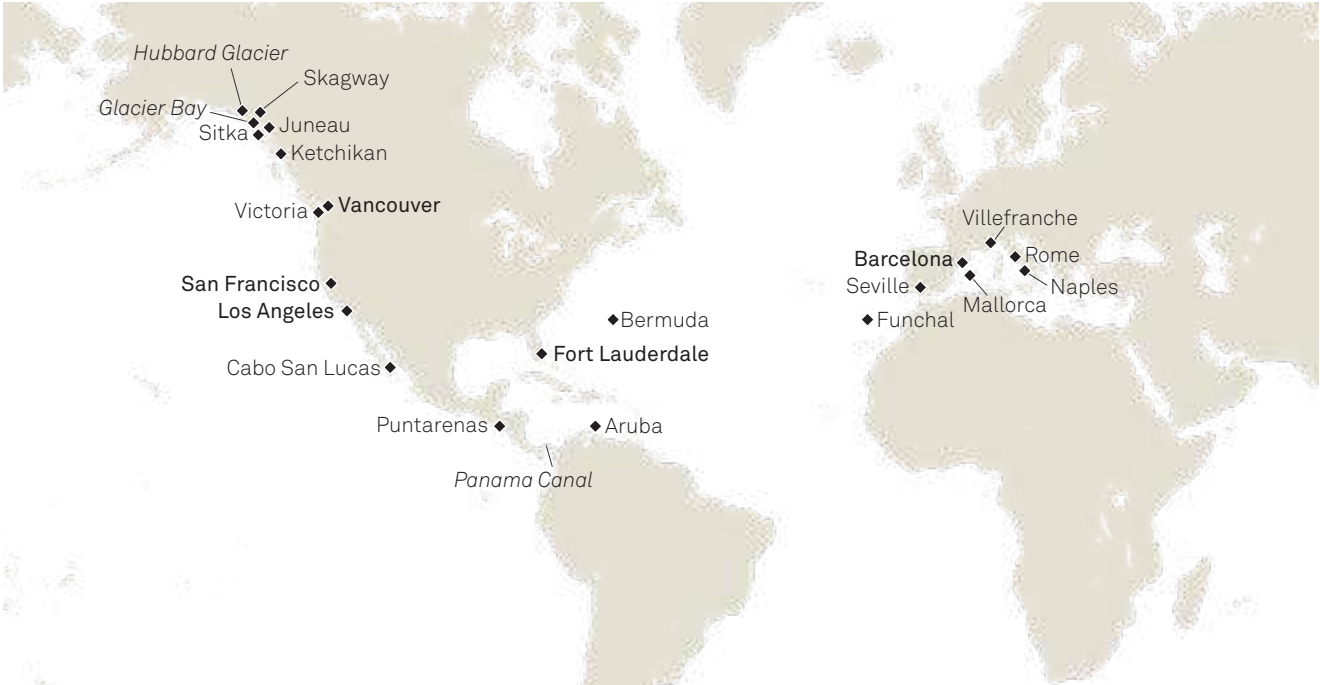 Hubbard Glacier
Skagway
Glacier Bay
Juneau
Sitka
Ketchikan
Victoria
Vancouver
San Francisco
Los Angeles
Cabo San Lucas
Puntarenas
Panama Canal
Aruba
Fort Lauderdale
Bermuda
Villefranche
Barcelona
Rome
Seville
Naples
Mallorca
Funchal